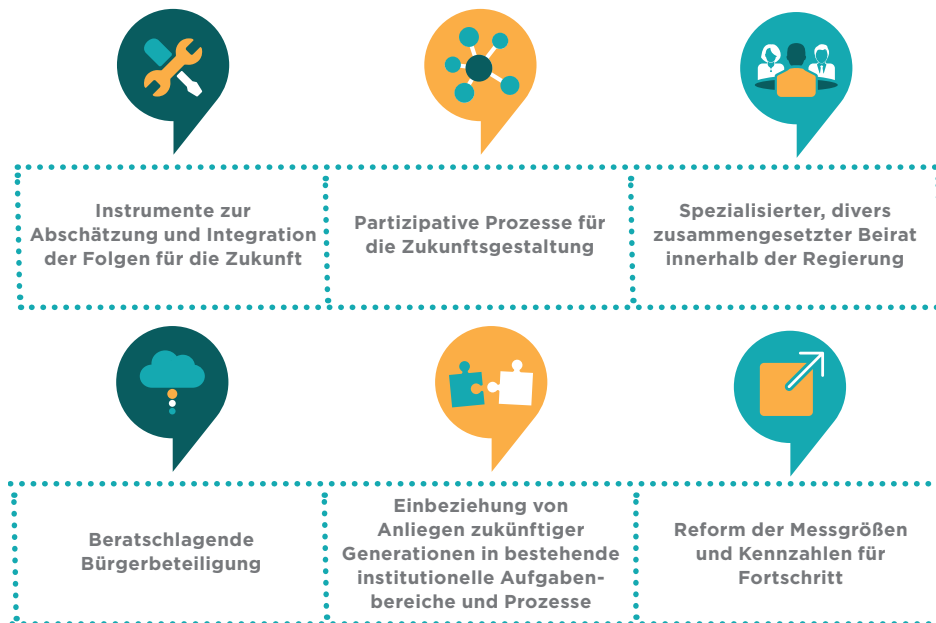 Instrumente zur
Abschätzung und Integration
der Folgen für die Zukunft
Partizipative Prozesse für
die Zukunftsgestaltung
Spezialisierter, divers
zusammengesetzter Beirat
innerhalb der Regierung
Beratschlagende
Bürgerbeteiligung
Einbeziehung von
Anliegen zukünftiger
Generationen in bestehende
institutionelle Aufgaben-
bereiche und Prozesse
Reform der Messgrößen
und Kennzahlen für
Fortschritt